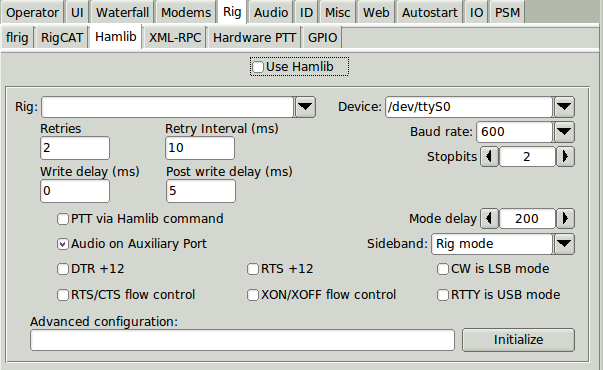 Operator UI Waterfall Modems Rig Audio ID Misc Web Autostart IO PSM
flrig RigCAT Hamlib XML-RPC Hardware PTT GPIO
Use Hamlib
Rig: Device: /dev/ttyS0
Retries Retry Interval (ms) Baud rate: 600
2 10 Stopbits 2
Write delay (ms) Post write delay (ms)
0 5
PTT via Hamlib command Mode delay 200
Audio on Auxiliary Port Sideband: Rig mode
DTR +12 RTS +12 CW is LSB mode
RTS/CTS flow control XON/XOFF flow control RTTY is USB mode
Advanced configuration:
Initialize